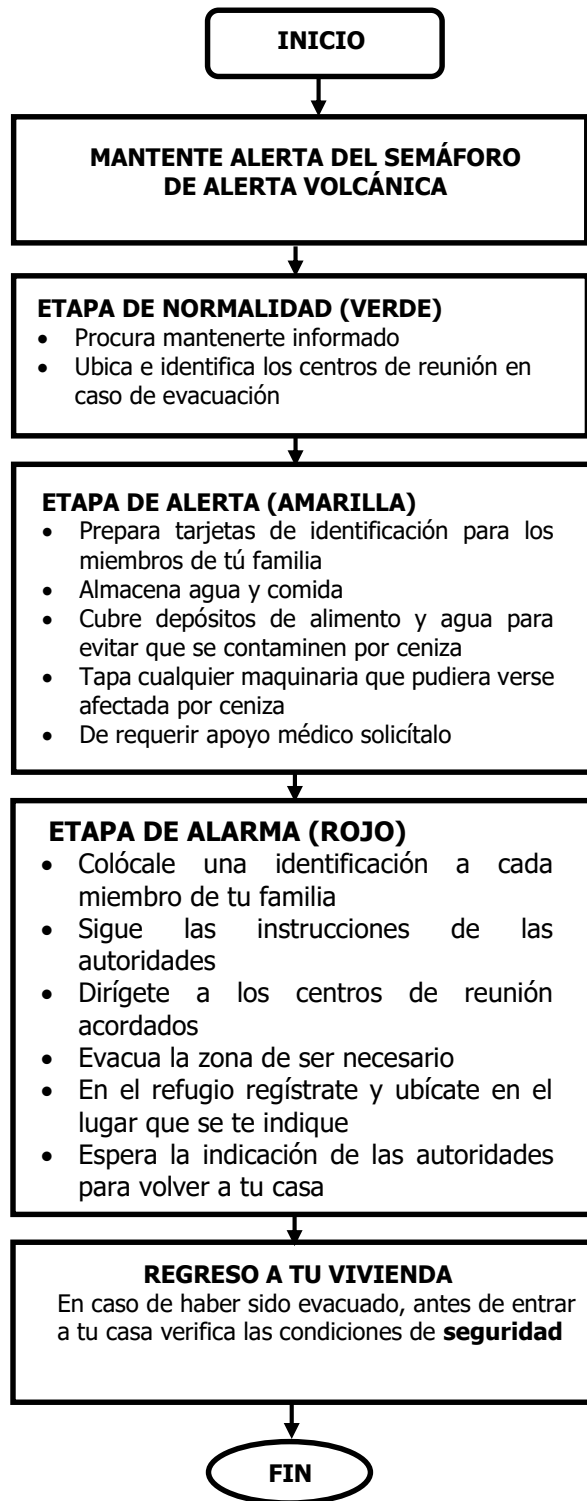 INICIO
MANTENTE ALERTA DEL SEMÁFORO
DE ALERTA VOLCÁNICA
ETAPA DE NORMALIDAD (VERDE)
• Procura mantenerte informado
• Ubica e identifica los centros de reunión en
caso de evacuación
ETAPA DE ALERTA (AMARILLA)
• Prepara tarjetas de identificación para los
miembros de tú familia
• Almacena agua y comida
• Cubre depósitos de alimento y agua para
evitar que se contaminen por ceniza
• Tapa cualquier maquinaria que pudiera verse
afectada por ceniza
• De requerir apoyo médico solicítalo
ETAPA DE ALARMA (ROJO)
• Colócale una identificación a cada
miembro de tu familia
• Sigue las instrucciones de las
autoridades
• Dirígete a los centros de reunión
acordados
• Evacua la zona de ser necesario
• En el refugio regístrate y ubícate en el
lugar que se te indique
• Espera la indicación de las autoridades
para volver a tu casa
REGRESO A TU VIVIENDA
En caso de haber sido evacuado, antes de entrar
a tu casa verifica las condiciones de seguridad
FIN